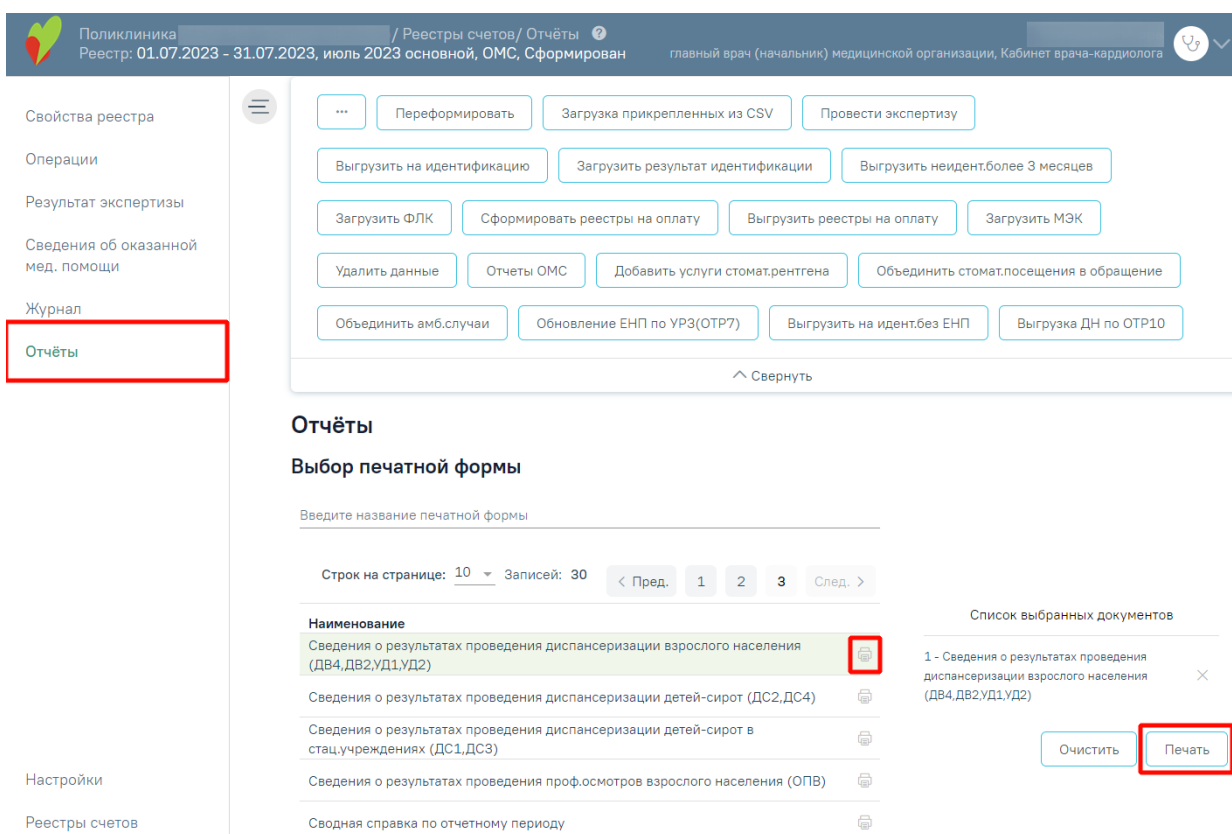 Поликлиника / Реестры счетов/ Отчёты ?
Реестр: 01.07.2023 - 31.07.2023, июль 2023 основной, ОМС, Сформирован
главный врач (начальник) медицинской организации, Кабинет врача-кардиолога
Свойства реестра
Операции
Результат экспертизы
Сведения об оказанной
мед. помощи
Журнал
Отчёты
Настройки
Реестры счетов
... Переформировать Загрузка прикрепленных из CSV Провести экспертизу
Выгрузить на идентификацию Загрузить результат идентификации Выгрузить неидент.более 3 месяцев
Загрузить ФЛК Сформировать реестры на оплату Выгрузить реестры на оплату Загрузить МЭК
Удалить данные Отчеты ОМС Добавить услуги стомат.рентгена Объединить стомат.посещения в обращение
Объединить амб.случаи Обновление ЕНП по УРЗ(ОТР7) Выгрузить на идент.без ЕНП Выгрузка ДН по ОТР10
Свернуть
Отчёты
Выбор печатной формы
Введите название печатной формы
Строк на странице: 10 Записей: 30 < Пред. 1 2 3 След. >
Наименование
Сведения о результатах проведения диспансеризации взрослого населения
(ДВ4,ДВ2,УД1,УД2)
Сведения о результатах проведения диспансеризации детей-сирот (ДС2,ДС4)
Сведения о результатах проведения диспансеризации детей-сирот в
стац.учреждениях (ДС1,ДС3)
Сведения о результатах проведения проф.осмотров взрослого населения (ОПВ)
Сводная справка по отчетному периоду
Список выбранных документов
1 - Сведения о результатах проведения
диспансеризации взрослого населения
(ДВ4,ДВ2,УД1,УД2)
Очистить Печать